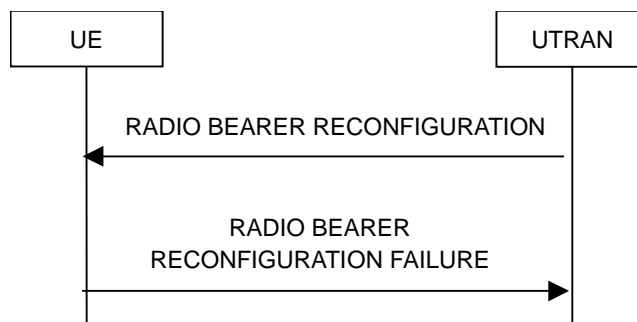 UE
UTRAN
RADIO BEARER RECONFIGURATION
RADIO BEARER
RECONFIGURATION FAILURE